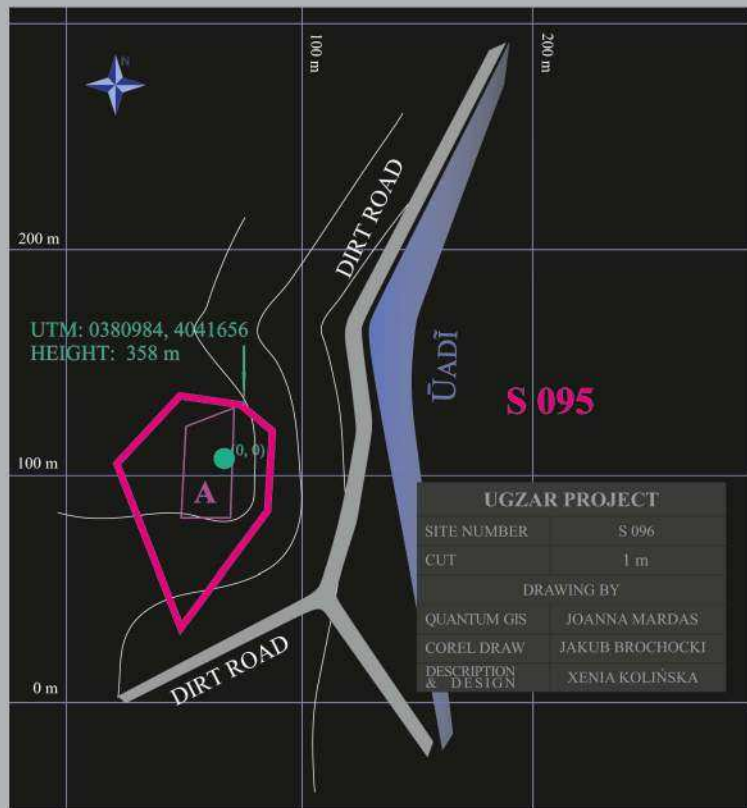 N
100 m
200 m
DIRT ROAD
200 m
UTM: 0380984, 4041656
HEIGHT: 358 m
ŪADĪ
S 095
(0, 0)
100 m
A
UGZAR PROJECT
SITE NUMBER S 096
CUT 1 m
DRAWING BY
QUANTUM GIS JOANNA MARDAS
COREL DRAW JAKUB BROCHOCKI
DESCRIPTION & DESIGN XENIA KOLIŃSKA
DIRT ROAD
0 m